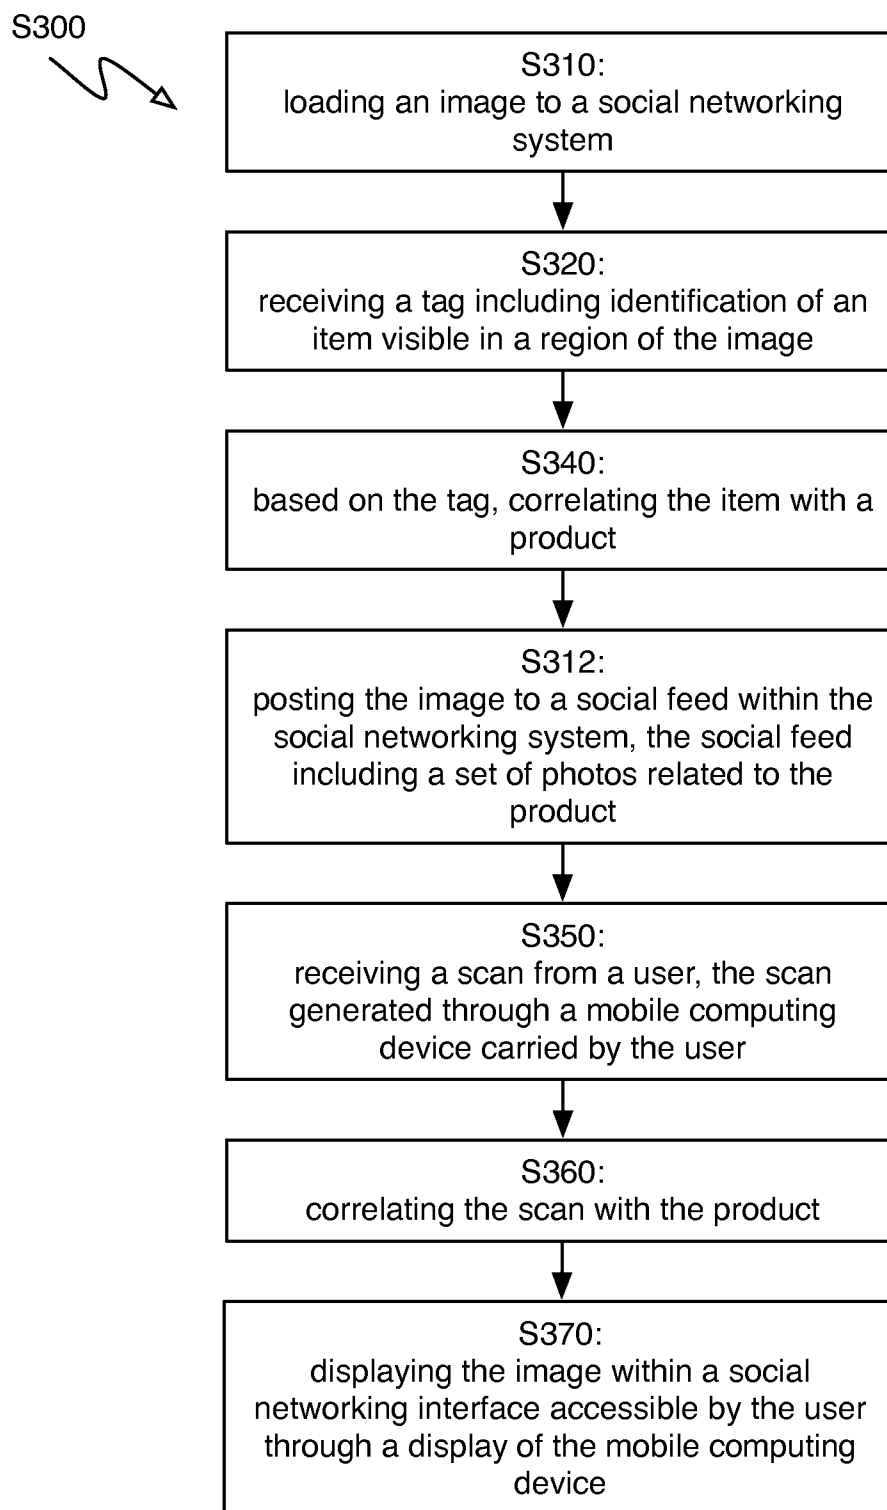 S300
S310:
loading an image to a social networking
system
S320:
receiving a tag including identification of an
item visible in a region of the image
S340:
based on the tag, correlating the item with a
product
S312:
posting the image to a social feed within the
social networking system, the social feed
including a set of photos related to the
product
S350:
receiving a scan from a user, the scan
generated through a mobile computing
device carried by the user
S360:
correlating the scan with the product
S370:
displaying the image within a social
networking interface accessible by the user
through a display of the mobile computing
device